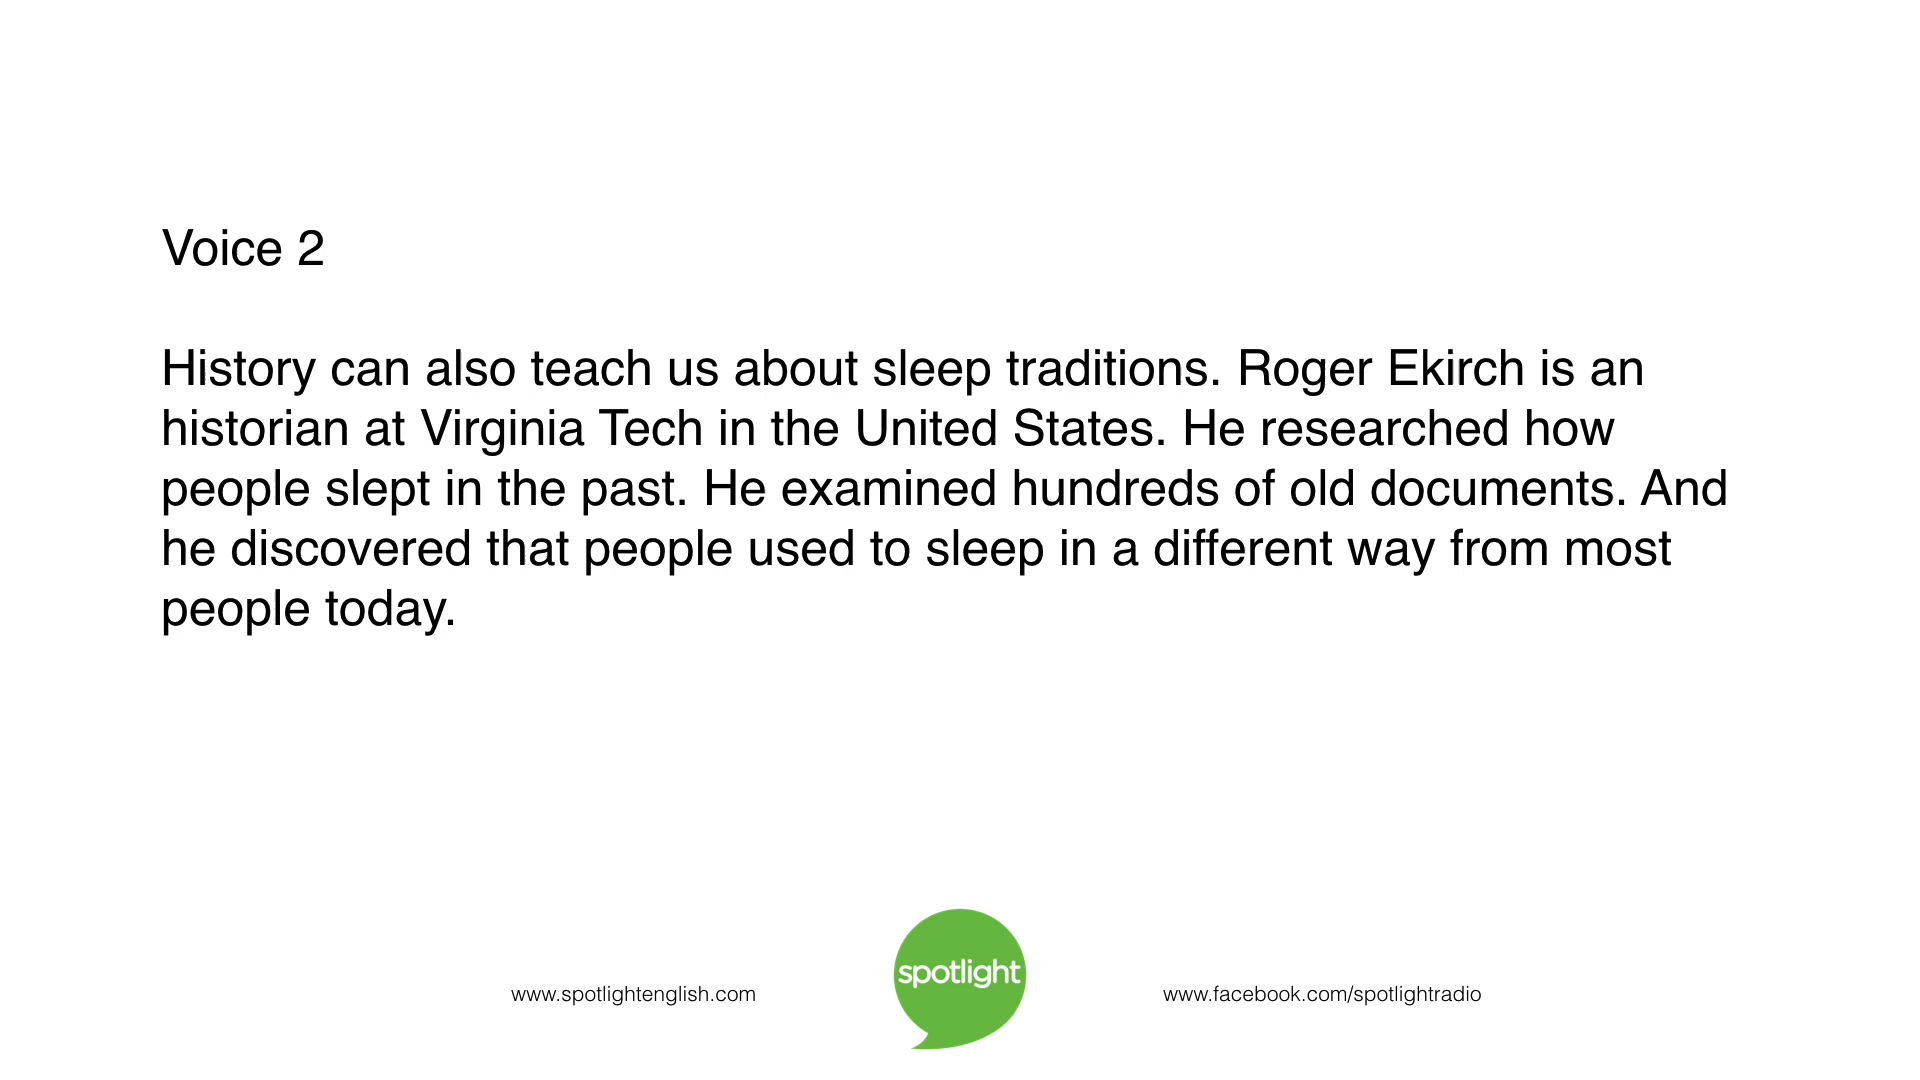 Voice 2
History can also teach us about sleep traditions. Roger Ekirch is an
historian at Virginia Tech in the United States. He researched how
people slept in the past. He examined hundreds of old documents. And
he discovered that people used to sleep in a different way from most
people today.
spotlight
www.spotlightenglish.com
www.facebook.com/spotlightradio